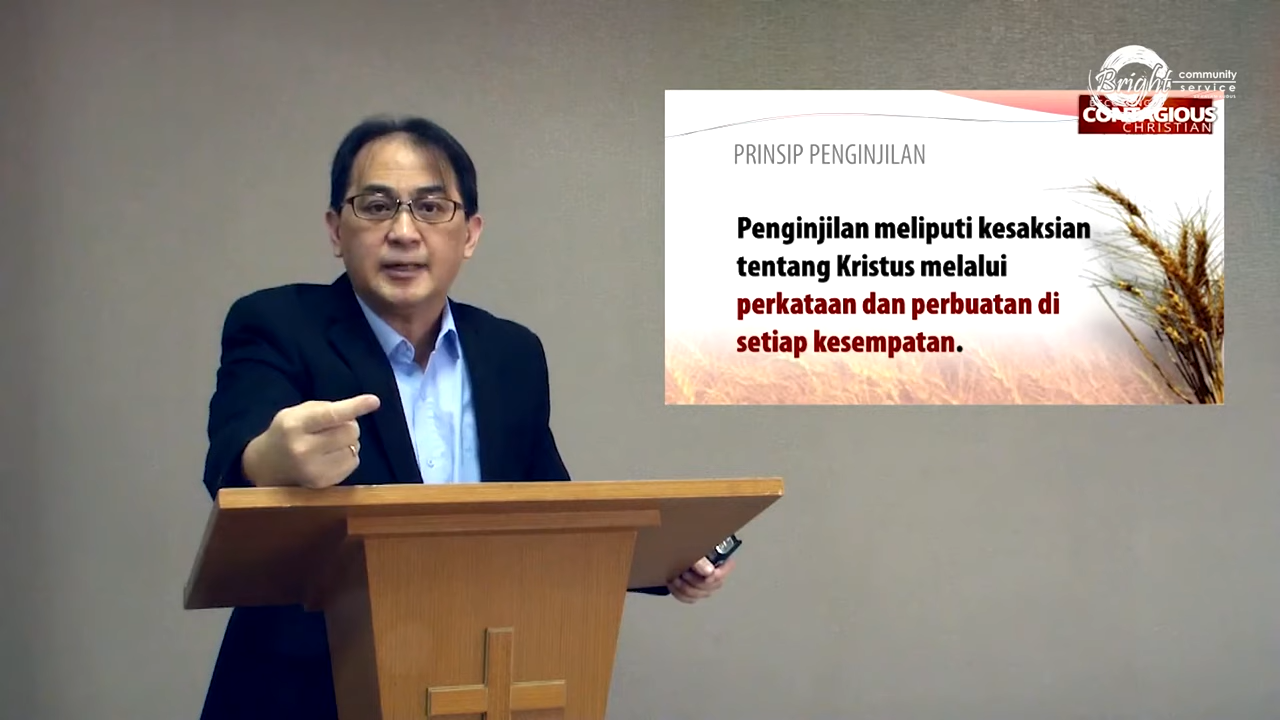 Bright community
service
CONTAGIOUS
CHRISTIAN
PRINSIP PENGINJILAN
Penginjilan meliputi kesaksian
tentang Kristus melalui
perkataan dan perbuatan di
setiap kesempatan.